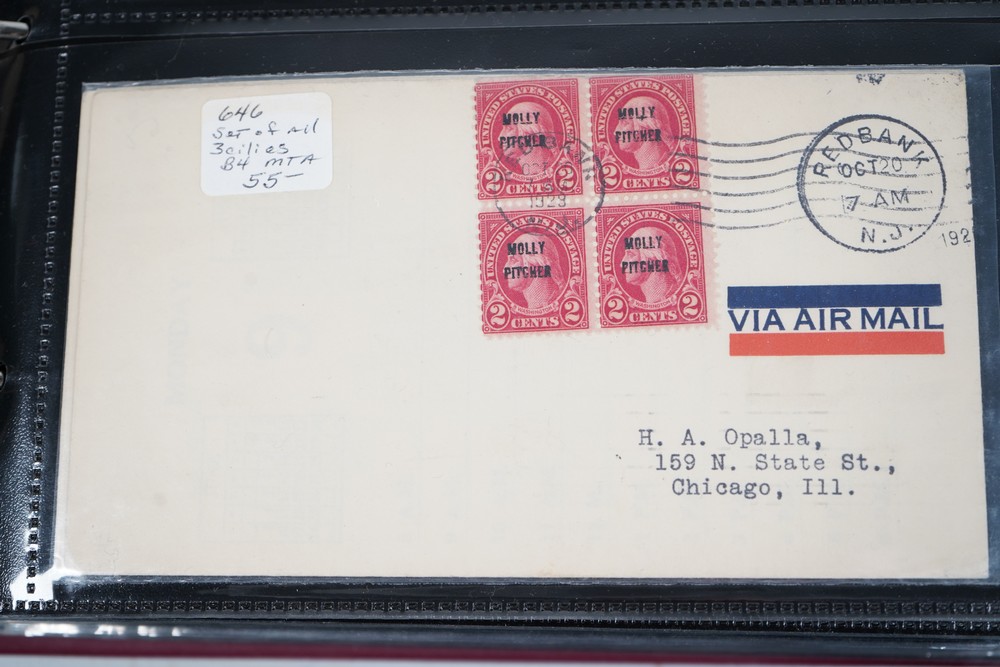 646
Set of all
3 cities
B4 MTA
55-
UNITED STATES POSTAGE
MOLLY
PITCHER
2 CENTS 2
UNITED STATES POSTAGE
MOLLY
PITCHER
2 CENTS 2
UNITED STATES POSTAGE
MOLLY
PITCHER
2 CENTS 2
UNITED STATES POSTAGE
MOLLY
PITCHER
2 CENTS 2
RED BANK
OCT 20
7 AM
N.J.
192
VIA AIR MAIL
H. A. Opalla,
159 N. State St.,
Chicago, Ill.